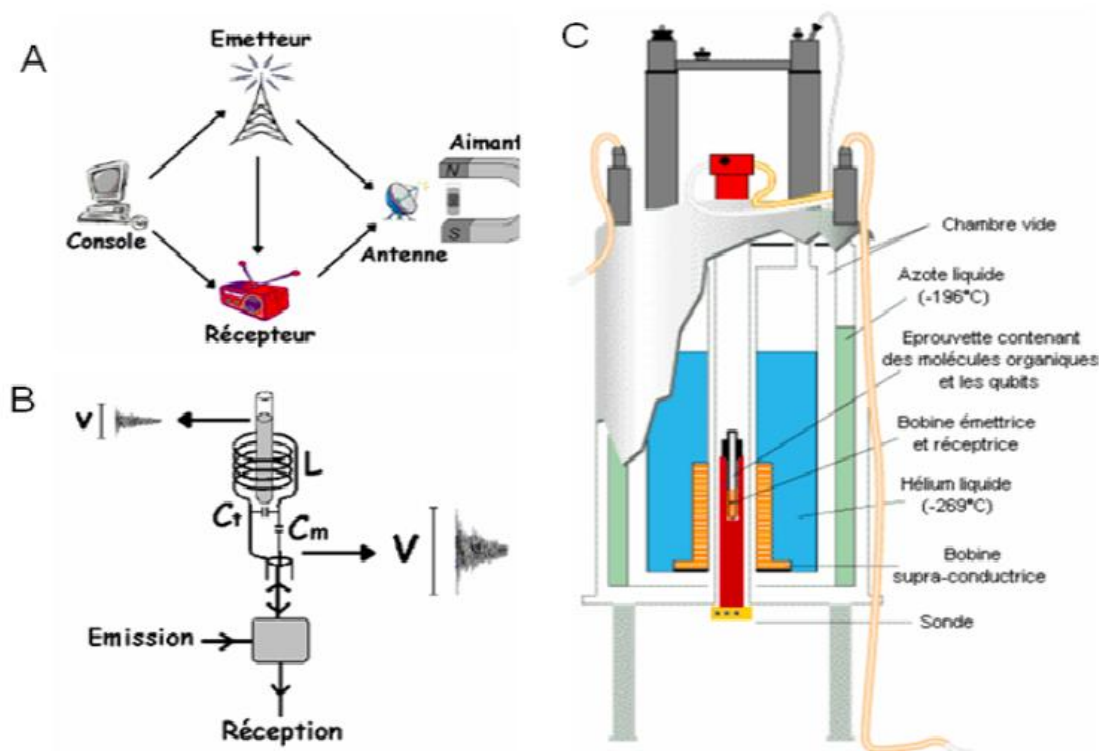 A
Emetteur
Aimant
N
S
Console
Antenne
Récepteur
B
V
L
Ct
Cm
V
Emission
Réception
C
Chambre vide
Azote liquide
(-196°C)
Eprouvette contenant
des molécules organiques
et les qubits
Bobine émettrice
et réceptrice
Hélium liquide
(-269°C)
Bobine
supra-conductrice
Sonde